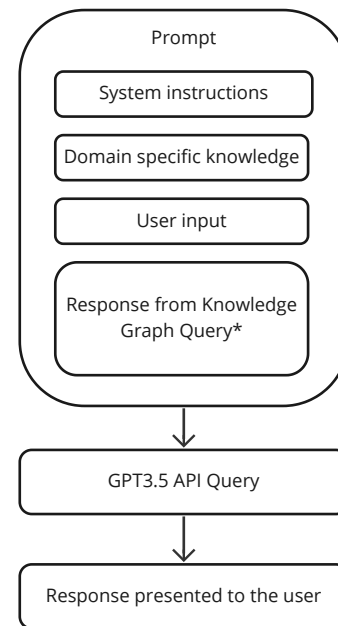 Prompt
System instructions
Domain specific knowledge
User input
Response from Knowledge
Graph Query*
GPT3.5 API Query
Response presented to the user